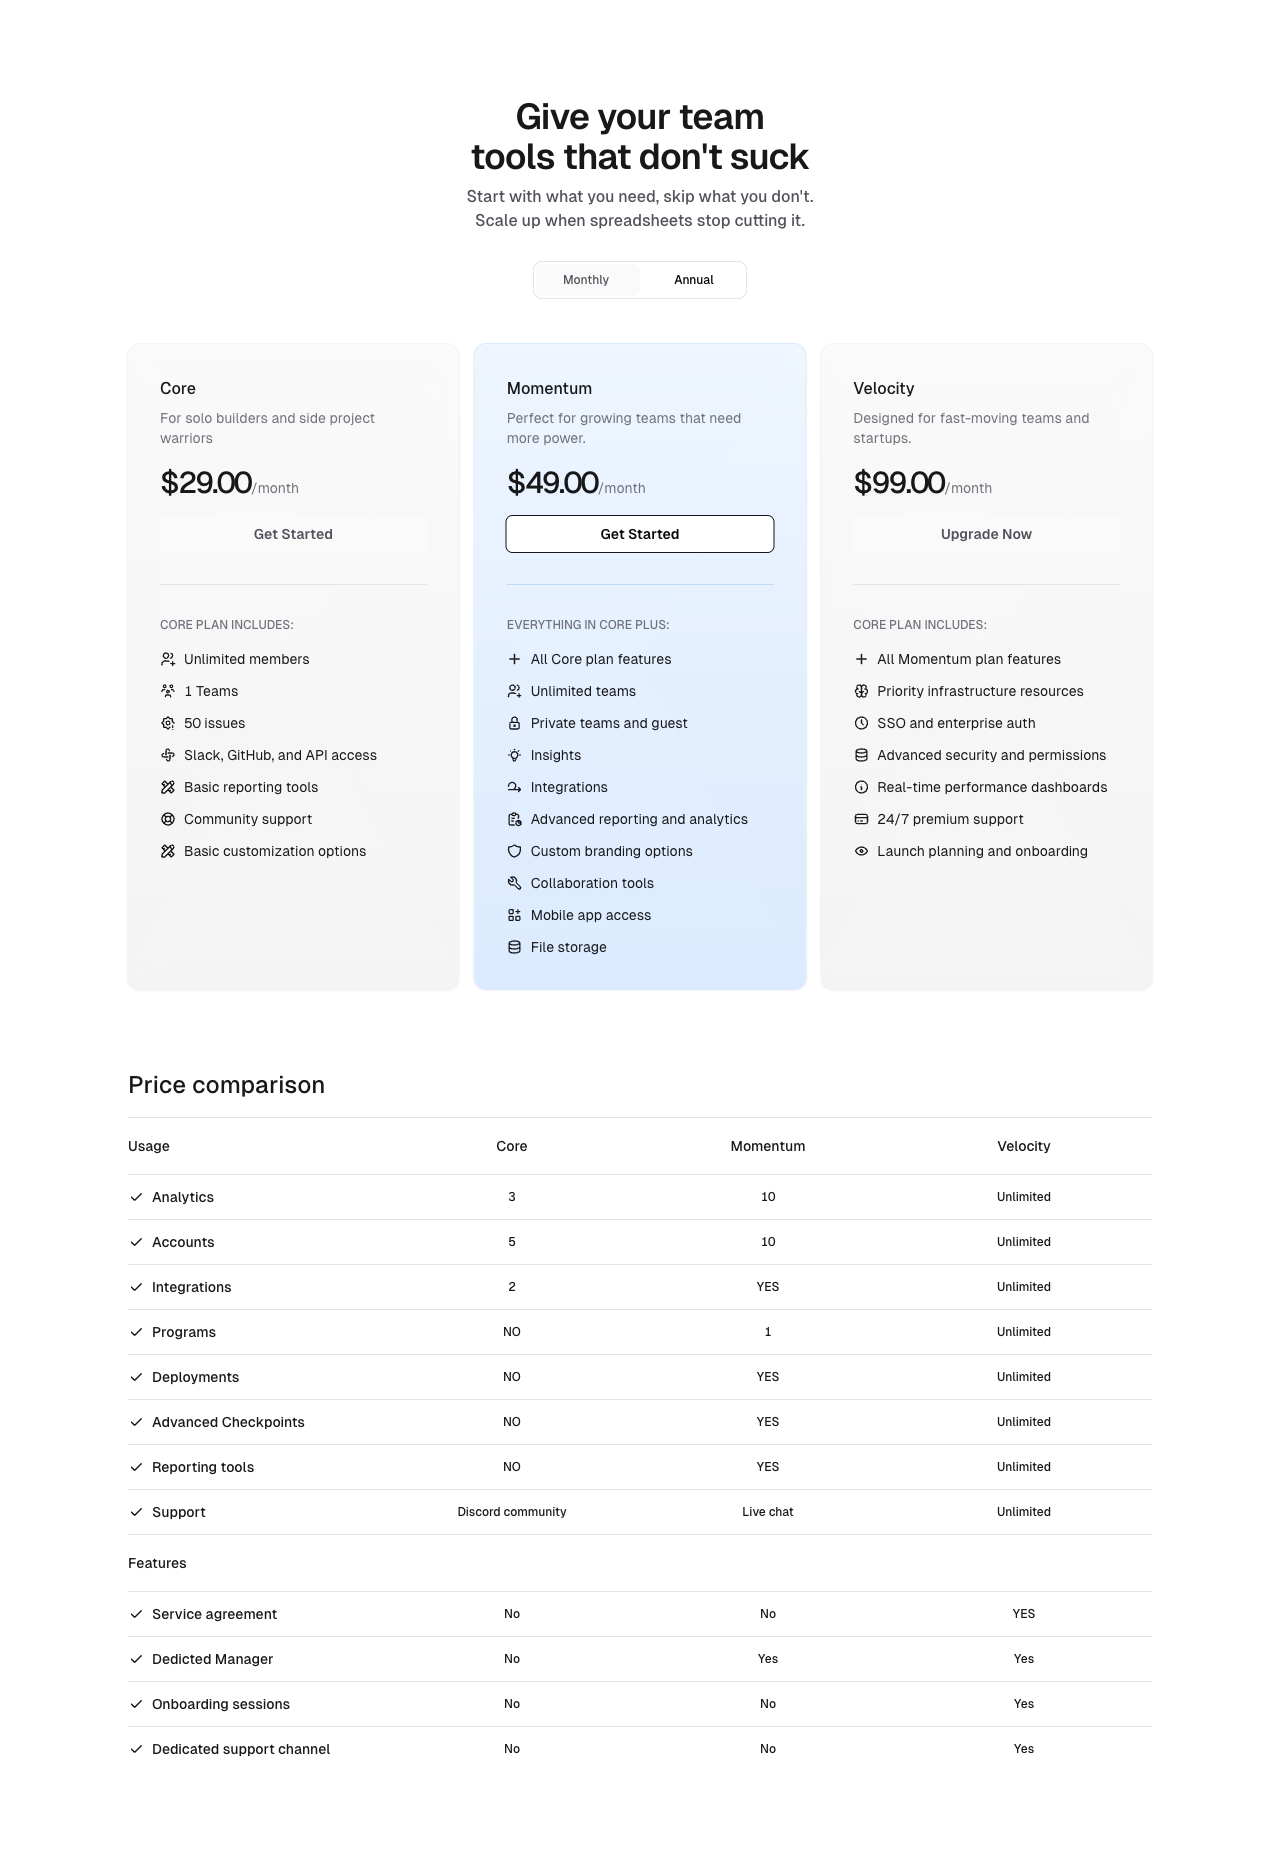 Give your team
tools that don't suck
Start with what you need, skip what you don't.
Scale up when spreadsheets stop cutting it.
Monthly Annual
Core
For solo builders and side project
warriors
$29.00/month
Get Started
CORE PLAN INCLUDES:
Unlimited members
1 Teams
50 issues
Slack, GitHub, and API access
Basic reporting tools
Community support
Basic customization options
Momentum
Perfect for growing teams that need
more power.
$49.00/month
Get Started
EVERYTHING IN CORE PLUS:
All Core plan features
Unlimited teams
Private teams and guest
Insights
Integrations
Advanced reporting and analytics
Custom branding options
Collaboration tools
Mobile app access
File storage
Velocity
Designed for fast-moving teams and
startups.
$99.00/month
Upgrade Now
CORE PLAN INCLUDES:
All Momentum plan features
Priority infrastructure resources
SSO and enterprise auth
Advanced security and permissions
Real-time performance dashboards
24/7 premium support
Launch planning and onboarding
Price comparison
Usage Core Momentum Velocity
Analytics 3 10 Unlimited
Accounts 5 10 Unlimited
Integrations 2 YES Unlimited
Programs NO 1 Unlimited
Deployments NO YES Unlimited
Advanced Checkpoints NO YES Unlimited
Reporting tools NO YES Unlimited
Support Discord community Live chat Unlimited
Features
Service agreement No No YES
Dedicted Manager No Yes Yes
Onboarding sessions No No Yes
Dedicated support channel No No Yes